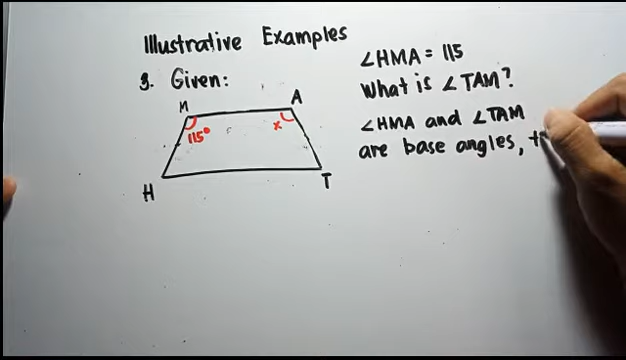 Illustrative Examples
3. Given:
M
A
115°
x
H
T
∠HMA = 115
What is ∠TAM?
∠HMA and ∠TAM
are base angles, t